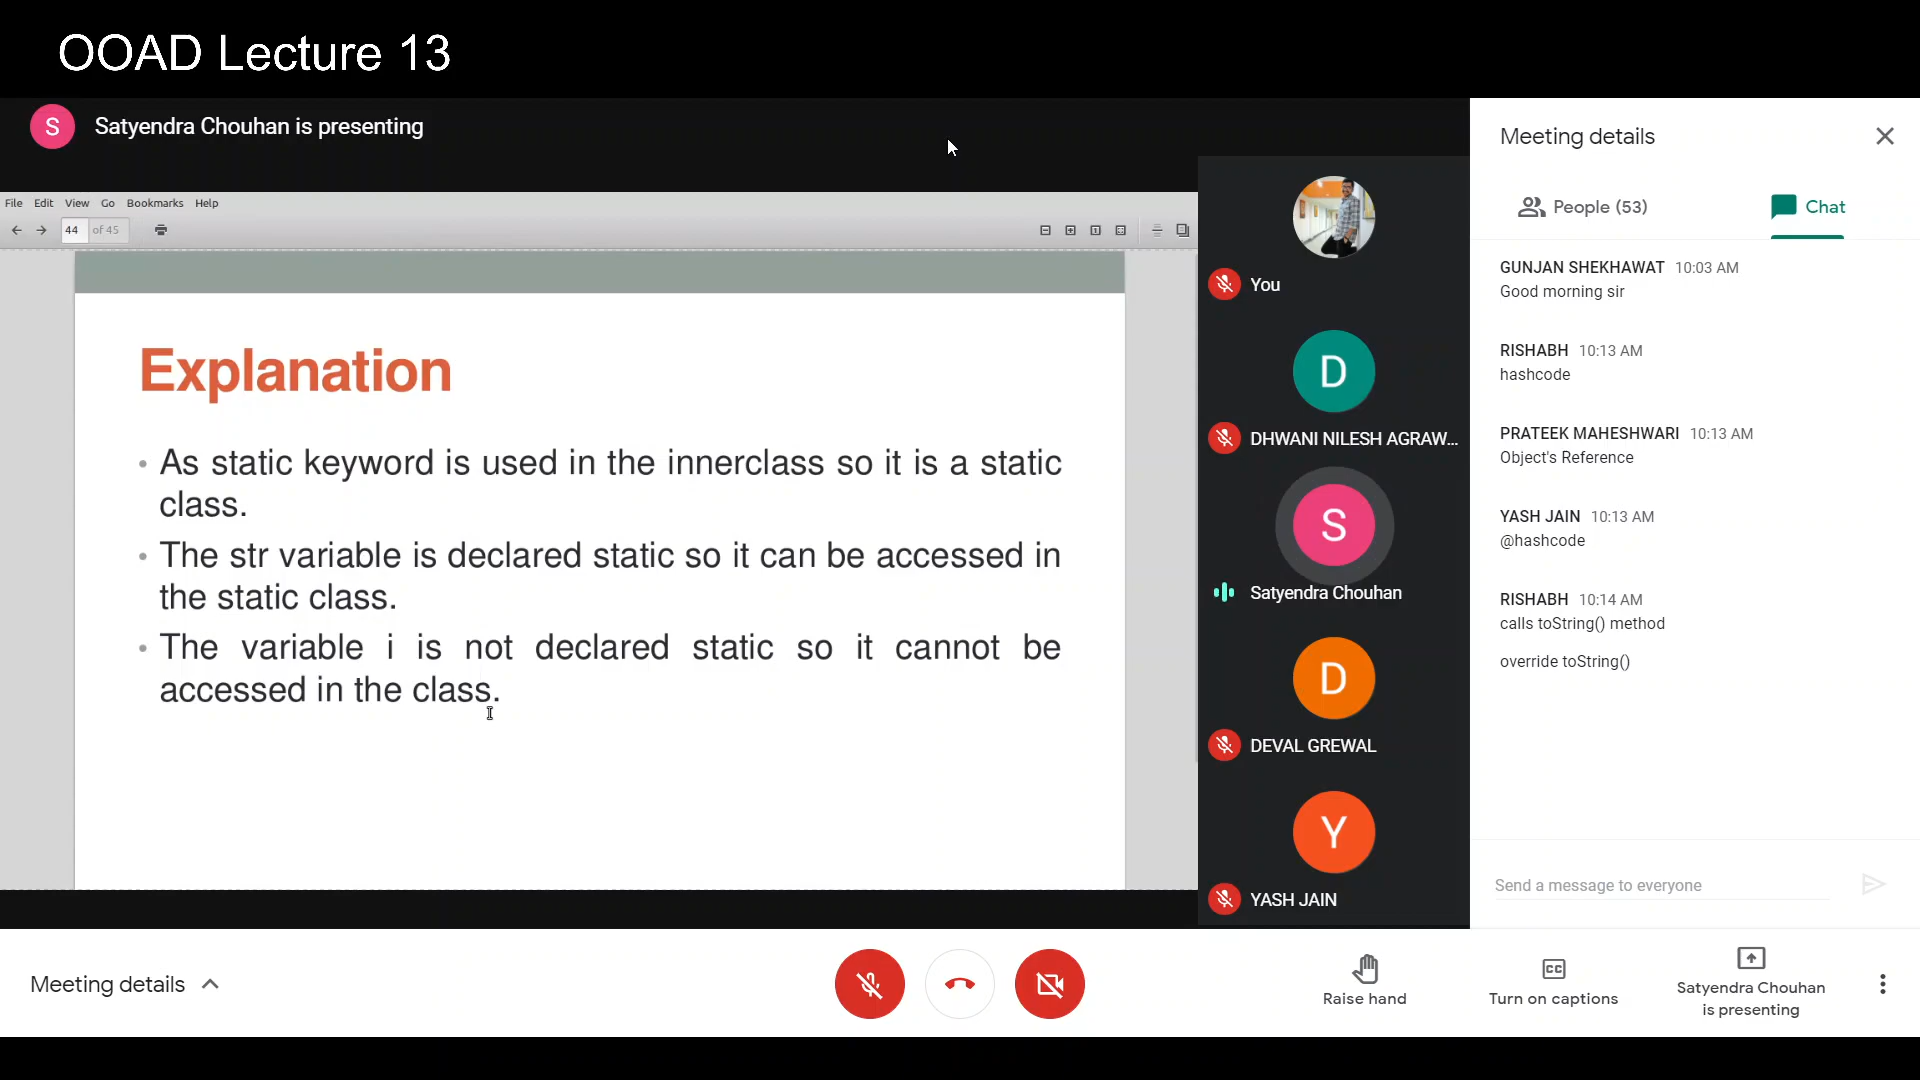 OOAD Lecture 13
S Satyendra Chouhan is presenting
File Edit View Go Bookmarks Help
44 of 45
Explanation
• As static keyword is used in the innerclass so it is a static
class.
• The str variable is declared static so it can be accessed in
the static class.
• The variable i is not declared static so it cannot be
accessed in the class.
You
D
DHWANI NILESH AGRAW...
S
Satyendra Chouhan
D
DEVAL GREWAL
Y
YASH JAIN
Meeting details
People (53) Chat
GUNJAN SHEKHAWAT 10:03 AM
Good morning sir
RISHABH 10:13 AM
hashcode
PRATEEK MAHESHWARI 10:13 AM
Object's Reference
YASH JAIN 10:13 AM
@hashcode
RISHABH 10:14 AM
calls toString() method
override toString()
Send a message to everyone
Meeting details
Raise hand
CC
Turn on captions
Satyendra Chouhan
is presenting